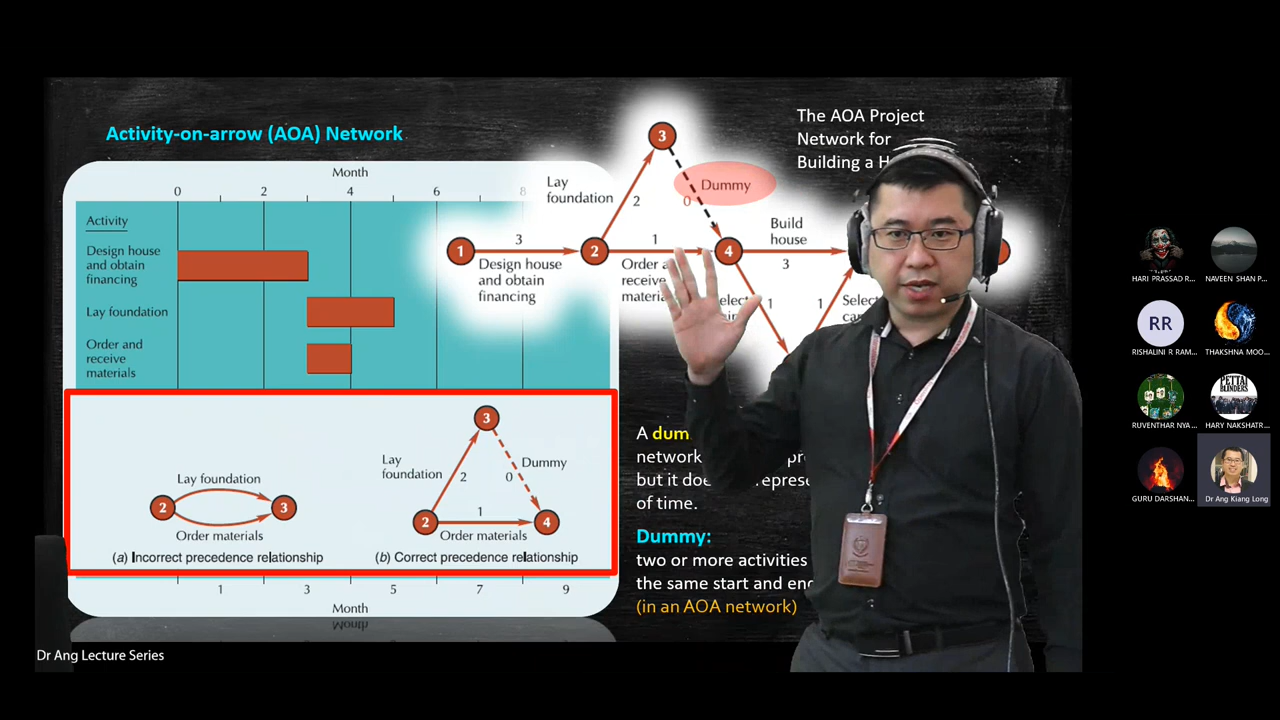 Activity-on-arrow (AOA) Network
Month
0 2 4 6 8
Activity
Design house
and obtain
financing
Lay foundation
Order and
receive
materials
Lay foundation
2 3
Order materials
(a) Incorrect precedence relationship
3
Lay
foundation
2
Dummy
0
1
2 4
Order materials
(b) Correct precedence relationship
1 3 5 7 9
Month
Month
The AOA Project
Network for
Building a
3
Lay
foundation
2
Dummy
0
Build
house
3
1
3
Design house
and obtain
financing
2
1
Order
receive
4
1
1
A
network
but it
of time.
Dummy:
two or more activities
the same start and
(in an AOA network)
Dr Ang Lecture Series
HARI PRASSAD R...
NAVEEN SHAN P...
RR
RISHALINI R RAM...
THAKSHNA MOO...
PETTAI
BLINDERS
RUVENTHAR NYA...
HARY NAKSHATR...
GURU DARSHAN...
Dr Ang Kiang Long